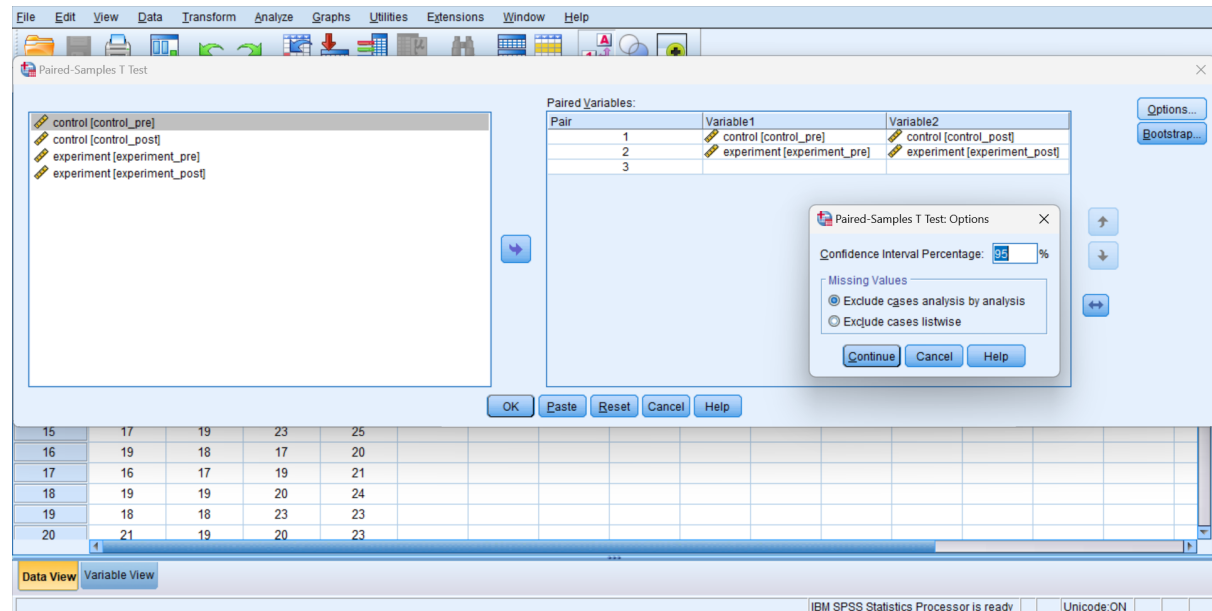 File Edit View Data Transform Analyze Graphs Utilities Extensions Window Help
A
Paired-Samples T Test
control [control_pre]
control [control_post]
experiment [experiment_pre]
experiment [experiment_post]
Paired Variables:
Pair Variable1 Variable2
1 control [control_pre] control [control_post]
2 experiment [experiment_pre] experiment [experiment_post]
3
Options...
Bootstrap...
Paired-Samples T Test: Options
Confidence Interval Percentage: 95 %
Missing Values
Exclude cases analysis by analysis
Exclude cases listwise
Continue Cancel Help
OK Paste Reset Cancel Help
15 17 19 23 25
16 19 18 17 20
17 16 17 19 21
18 19 19 20 24
19 18 18 23 23
20 21 19 20 23
Data View Variable View
IBM SPSS Statistics Processor is ready Unicode:ON